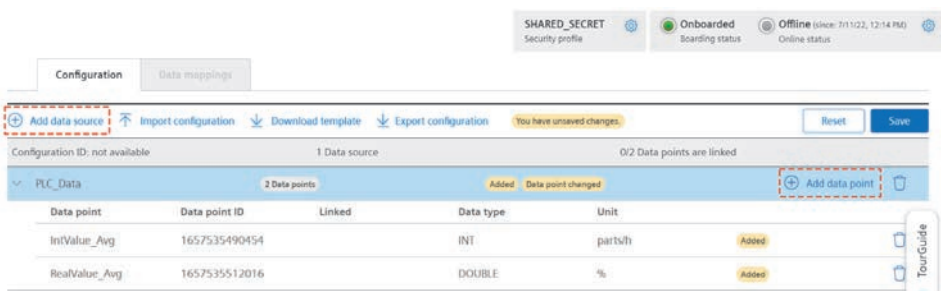 SHARED_SECRET
Security profile
Onboarded
Boarding status
Offline (since: 7/11/22, 12:14 PM)
Online status
Configuration Data mappings
Add data source Import configuration Download template Export configuration You have unsaved changes. Reset Save
Configuration ID: not available 1 Data source 0/2 Data points are linked
PLC_Data 2 Data points Added Data point changed Add data point
Data point Data point ID Linked Data type Unit
IntValue_Avg 1657535490454 INT parts/h Added
RealValue_Avg 1657535512016 DOUBLE % Added
TourGuide